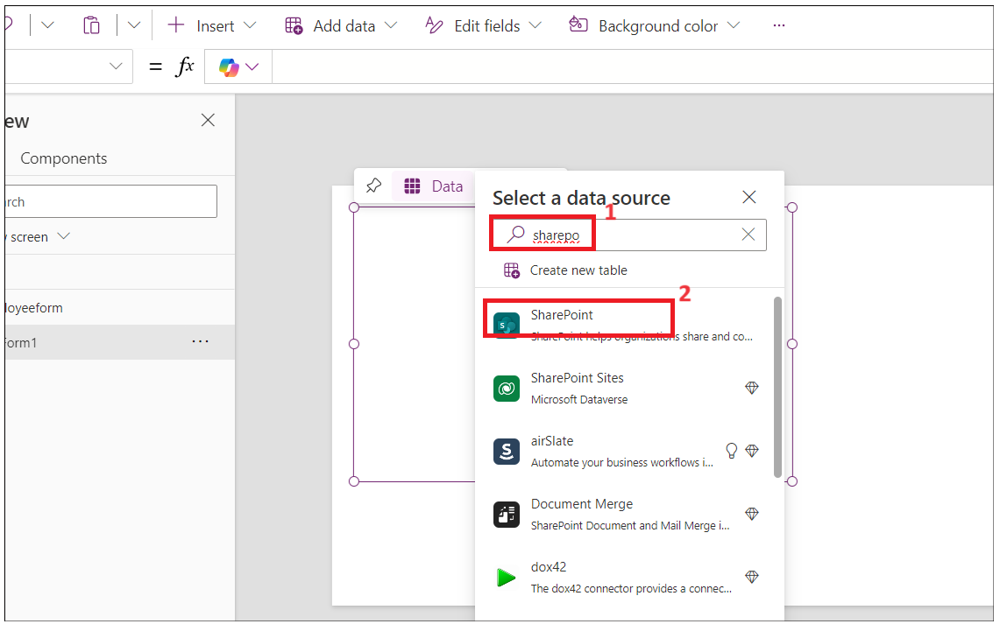 Insert Add data Edit fields Background color ...
= fx
ew
Components
rch
screen
loyeeform
orm1 ...
Data
Select a data source
1
sharepo
Create new table
2
SharePoint
SharePoint helps organizations share and co...
SharePoint Sites
Microsoft Dataverse
airSlate
Automate your business workflows i...
Document Merge
SharePoint Document and Mail Merge i...
dox42
The dox42 connector provides a connec...